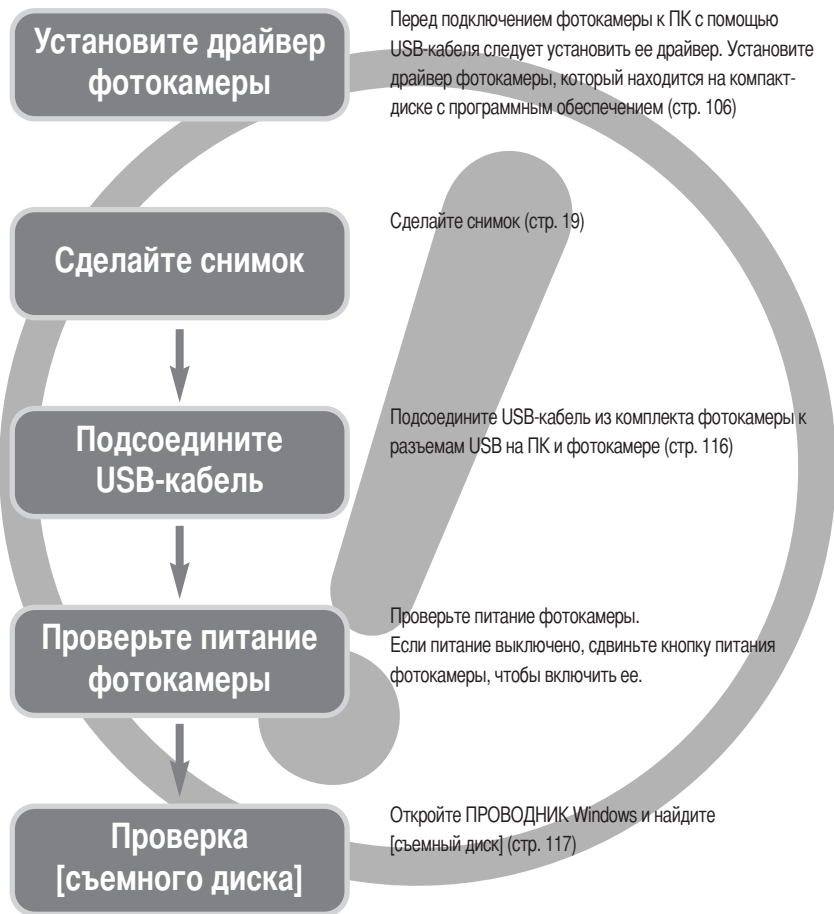 Установите драйвер
фотокамеры
Перед подключением фотокамеры к ПК с помощью
USB-кабеля следует установить ее драйвер. Установите
драйвер фотокамеры, который находится на компакт-
диске с программным обеспечением (стр. 106)
Сделайте снимок
Сделайте снимок (стр. 19)
Подсоедините
USB-кабель
Подсоедините USB-кабель из комплекта фотокамеры к
разъемам USB на ПК и фотокамере (стр. 116)
Проверьте питание
фотокамеры
Проверьте питание фотокамеры.
Если питание выключено, сдвиньте кнопку питания
фотокамеры, чтобы включить ее.
Проверка
[съемного диска]
Откройте ПРОВОДНИК Windows и найдите
[съемный диск] (стр. 117)